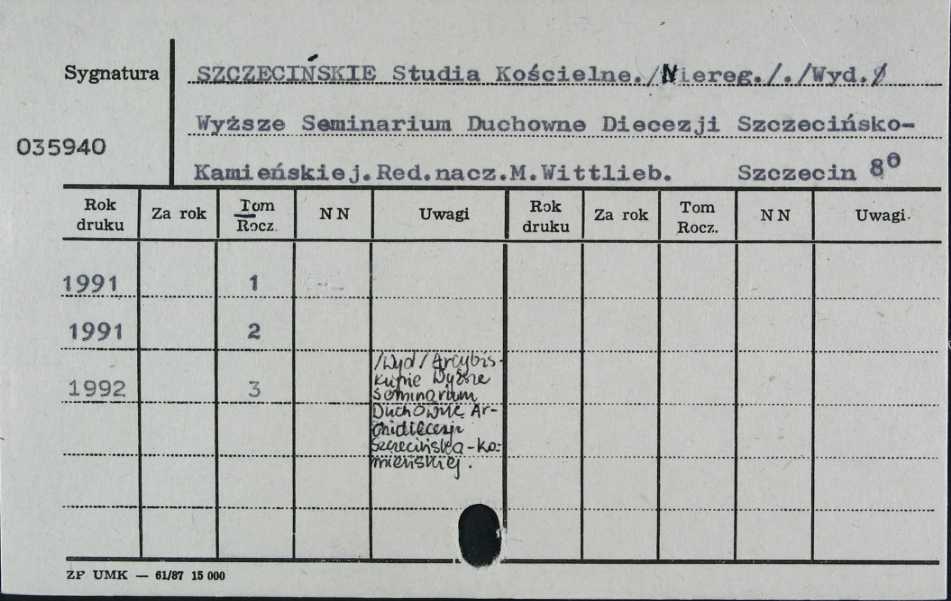 Sygnatura
SZCZECIŃSKIE Studia Kościelne./Niereg./. /Wyd./
035940
Wyższe Seminarium Duchowne Diecezji Szczecińsko-
Kamieńskiej.Red.nacz.M.Wittlieb. Szczecin 8⁰
Rok druku Za rok Tom Rocz. NN Uwagi Rok druku Za rok Tom Rocz. NN Uwagi.
1991 1
1991 2
1992 3
/Wyd/ Arcybis-
kupie Wyższe
Seminarium
Duchowne Ar-
chidiecezji
Szczecińsko-Ka-
mieńskiej.
ZP UMK — 61/87 15 000